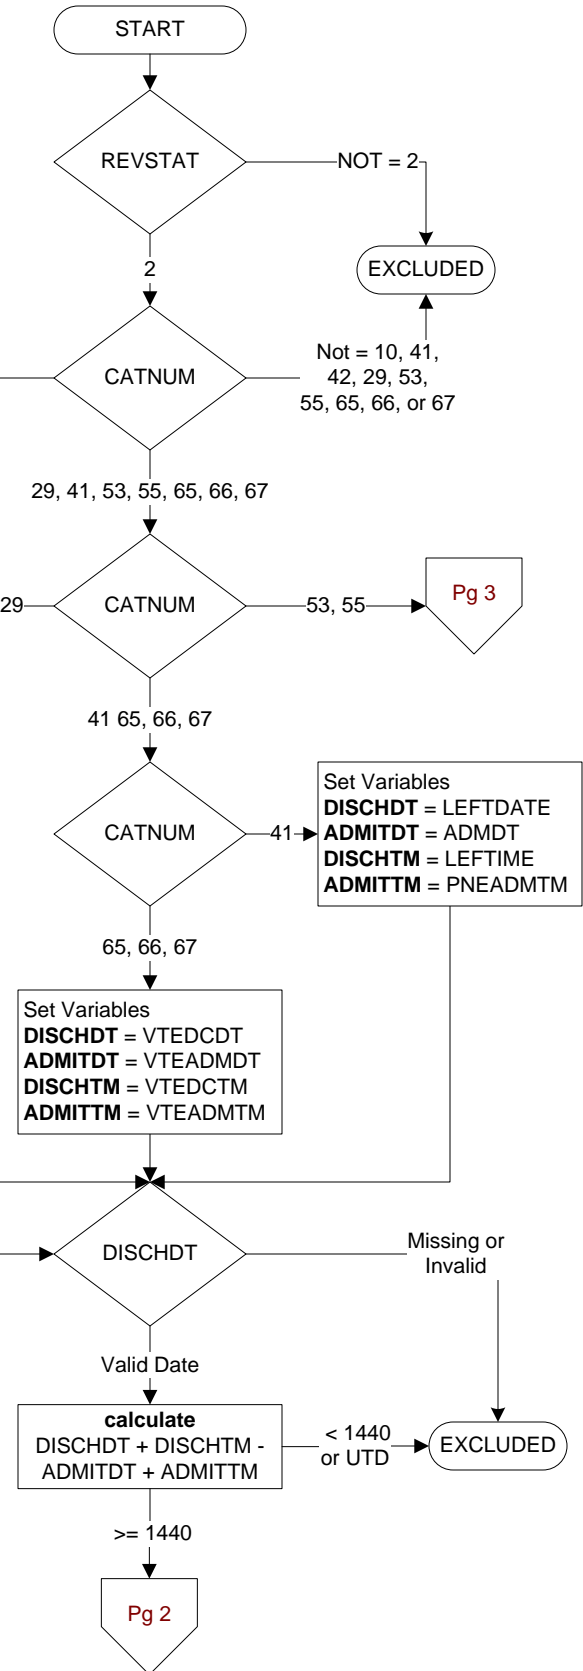 START
REVSTAT
NOT = 2
2
EXCLUDED
CATNUM
Not = 10, 41,
42, 29, 53,
55, 65, 66, or 67
29, 41, 53, 55, 65, 66, 67
29
CATNUM
53, 55
Pg 3
41 65, 66, 67
CATNUM
41
Set Variables
DISCHDT = LEFTDATE
ADMITDT = ADMDT
DISCHTM = LEFTIME
ADMITTM = PNEADMTM
65, 66, 67
Set Variables
DISCHDT = VTEDCDT
ADMITDT = VTEADMDT
DISCHTM = VTEDCTM
ADMITTM = VTEADMTM
DISCHDT
Missing or
Invalid
Valid Date
calculate
DISCHDT + DISCHTM -
ADMITDT + ADMITTM
< 1440
or UTD
EXCLUDED
>= 1440
Pg 2